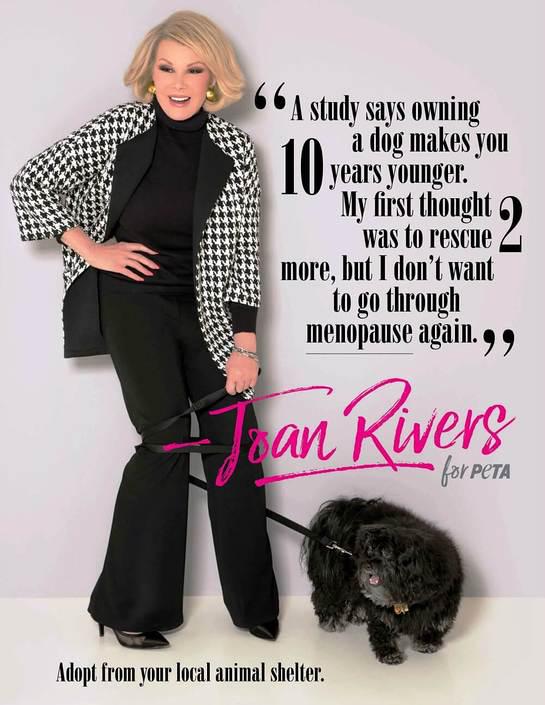 “A study says owning
a dog makes you
10 years younger.
My first thought
was to rescue 2
more, but I don’t want
to go through
menopause again.”
–Joan Rivers
for PETA
Adopt from your local animal shelter.